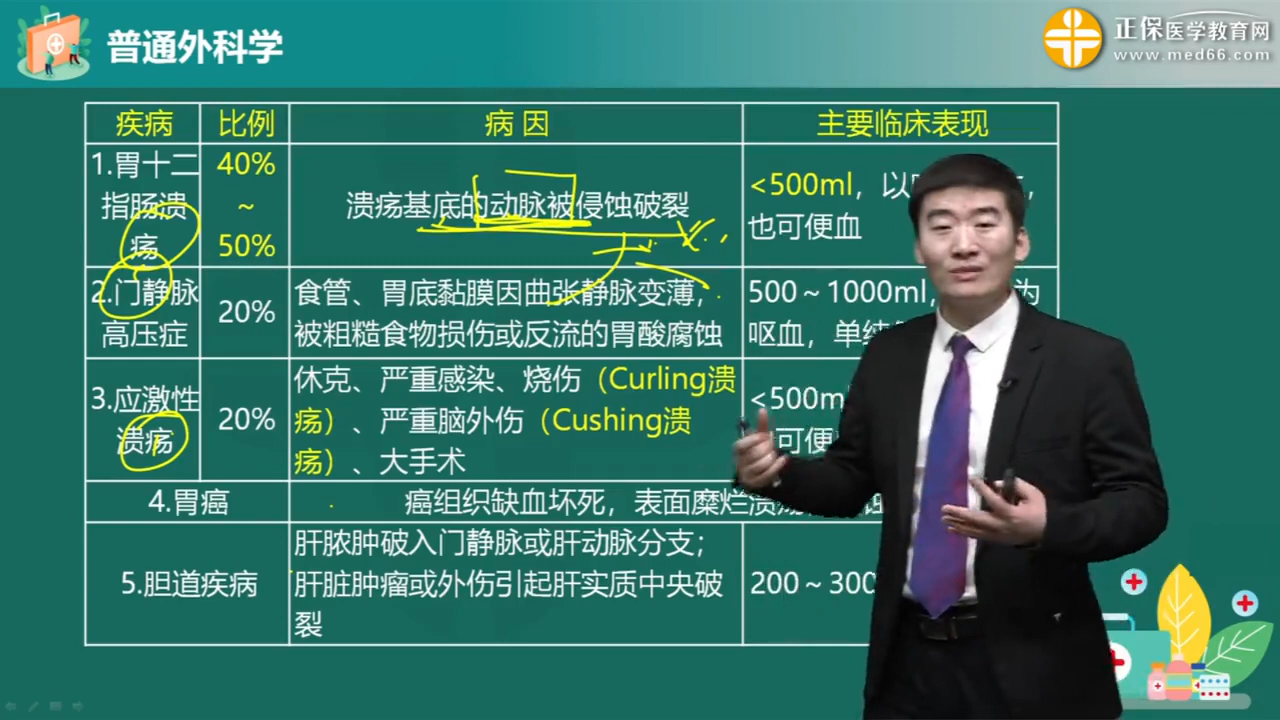 普通外科学
正保医学教育网
www.med66.com
疾病 比例 病因 主要临床表现
1.胃十二
指肠溃
疡
40%
~
50%
溃疡基底的动脉被侵蚀破裂
<500ml，以
也可便血
2.门静脉
高压症
20%
食管、胃底黏膜因曲张静脉变薄，
被粗糙食物损伤或反流的胃酸腐蚀
500～1000ml，
为
呕血，单纯
3.应激性
溃疡
20%
休克、严重感染、烧伤（Curling溃
疡）、严重脑外伤（Cushing溃
疡）、大手术
<500ml
可便
4.胃癌
癌组织缺血坏死，表面糜烂溃疡
5.胆道疾病
肝脓肿破入门静脉或肝动脉分支；
肝脏肿瘤或外伤引起肝实质中央破
裂
200～300